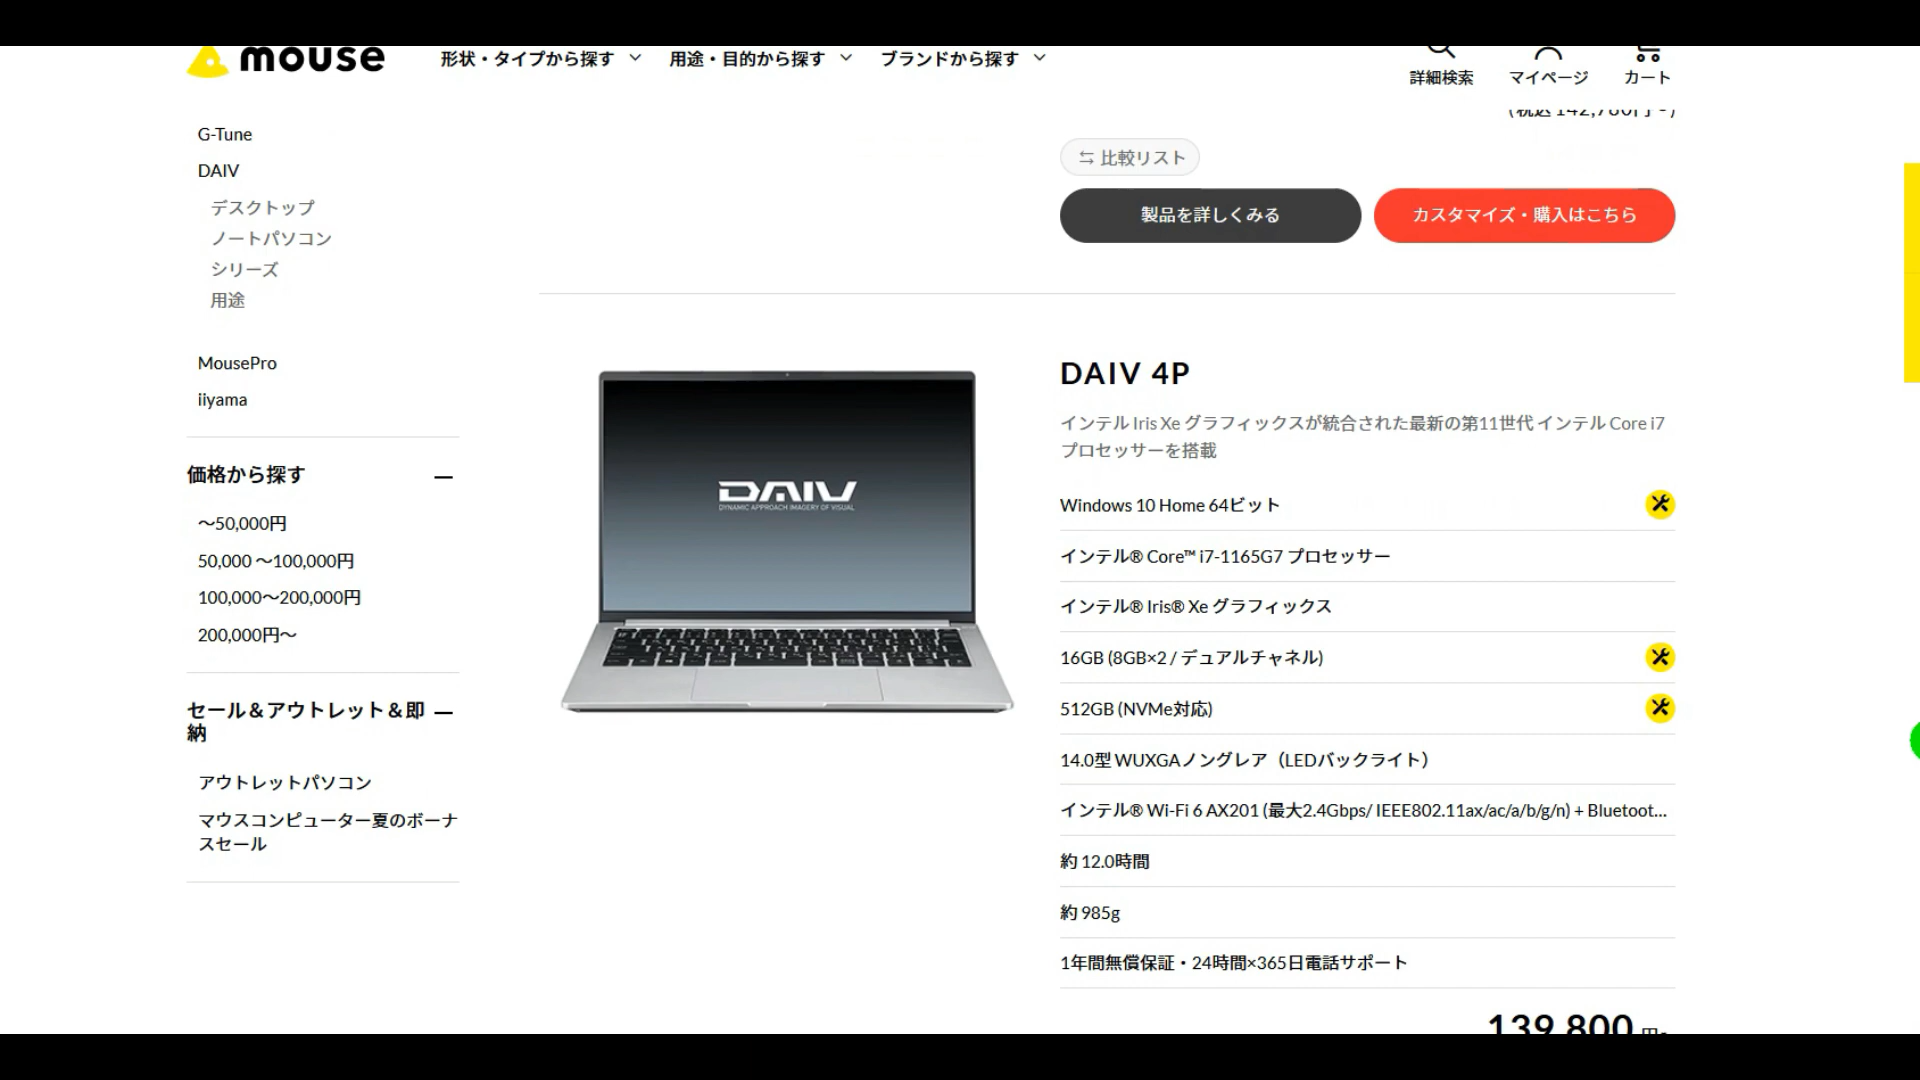 mouse
形状・タイプから探す 用途・目的から探す ブランドから探す
詳細検索 マイページ カート
G-Tune
DAIV
デスクトップ
ノートパソコン
シリーズ
用途
MousePro
iiyama
価格から探す
～50,000円
50,000 ～100,000円
100,000～200,000円
200,000円～
セール＆アウトレット＆即
納
アウトレットパソコン
マウスコンピューター夏のボーナ
スセール
比較リスト
製品を詳しくみる カスタマイズ・購入はこちら
DAIV
DYNAMIC APPROACH IMAGERY OF VISUAL
DAIV 4P
インテル Iris Xe グラフィックスが統合された最新の第11世代 インテル Core i7
プロセッサーを搭載
Windows 10 Home 64ビット
インテル® Core™ i7-1165G7 プロセッサー
インテル® Iris® Xe グラフィックス
16GB (8GB×2 / デュアルチャネル)
512GB (NVMe対応)
14.0型 WUXGAノングレア（LEDバックライト）
インテル® Wi-Fi 6 AX201 (最大2.4Gbps/ IEEE802.11ax/ac/a/b/g/n) + Bluetoot...
約 12.0時間
約 985g
1年間無償保証・24時間×365日電話サポート
139,800